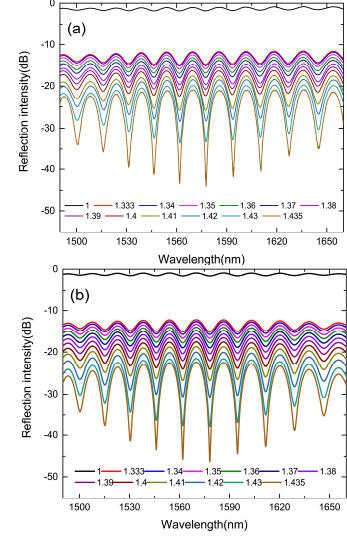 0
(a)
-10
-20
-30
-40
-50
Reflection intensity(dB)
1 1.333 1.34 1.35 1.36 1.37 1.38
1.39 1.4 1.41 1.42 1.43 1.435
1500 1530 1560 1590 1620 1650
Wavelength(nm)
0
(b)
-10
-20
-30
-40
-50
Reflection intensity(dB)
1 1.333 1.34 1.35 1.36 1.37 1.38
1.39 1.4 1.41 1.42 1.43 1.435
1500 1530 1560 1590 1620 1650
Wavelength(nm)